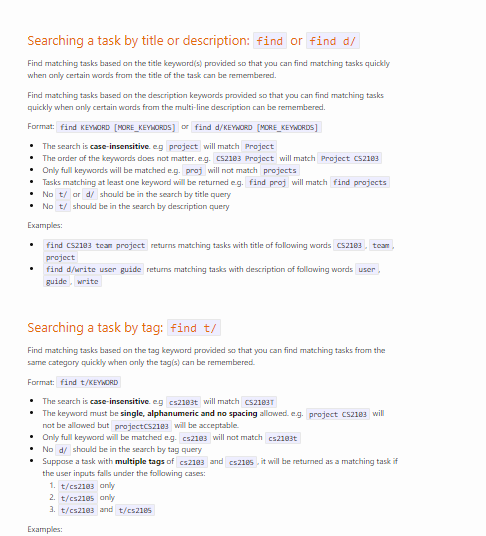 Searching a task by title or description: find or find d/
Find matching tasks based on the title keyword(s) provided so that you can find matching tasks quickly
when only certain words from the title of the task can be remembered.
Find matching tasks based on the description keywords provided so that you can find matching tasks
quickly when only certain words from the multi-line description can be remembered.
Format: find KEYWORD [MORE_KEYWORDS] or find d/KEYWORD [MORE_KEYWORDS]
• The search is case-insensitive. e.g project will match Project
• The order of the keywords does not matter. e.g. CS2103 Project will match Project CS2103
• Only full keywords will be matched e.g. proj will not match projects
• Tasks matching at least one keyword will be returned e.g. find proj will match find projects
• No t/ or d/ should be in the search by title query
• No t/ should be in the search by description query
Examples:
• find CS2103 team project returns matching tasks with title of following words CS2103 , team ,
project
• find d/write user guide returns matching tasks with description of following words user ,
guide , write
Searching a task by tag: find t/
Find matching tasks based on the tag keyword provided so that you can find matching tasks from the
same category quickly when only the tag(s) can be remembered.
Format: find t/KEYWORD
• The search is case-insensitive. e.g cs2103t will match CS2103T
• The keyword must be single, alphanumeric and no spacing allowed. e.g. project CS2103 will
not be allowed but projectCS2103 will be acceptable.
• Only full keyword will be matched e.g. cs2103 will not match cs2103t
• No d/ should be in the search by tag query
• Suppose a task with multiple tags of cs2103 and cs2105 , it will be returned as a matching task if
the user inputs falls under the following cases:
1. t/cs2103 only
2. t/cs2105 only
3. t/cs2103 and t/cs2105
Examples: